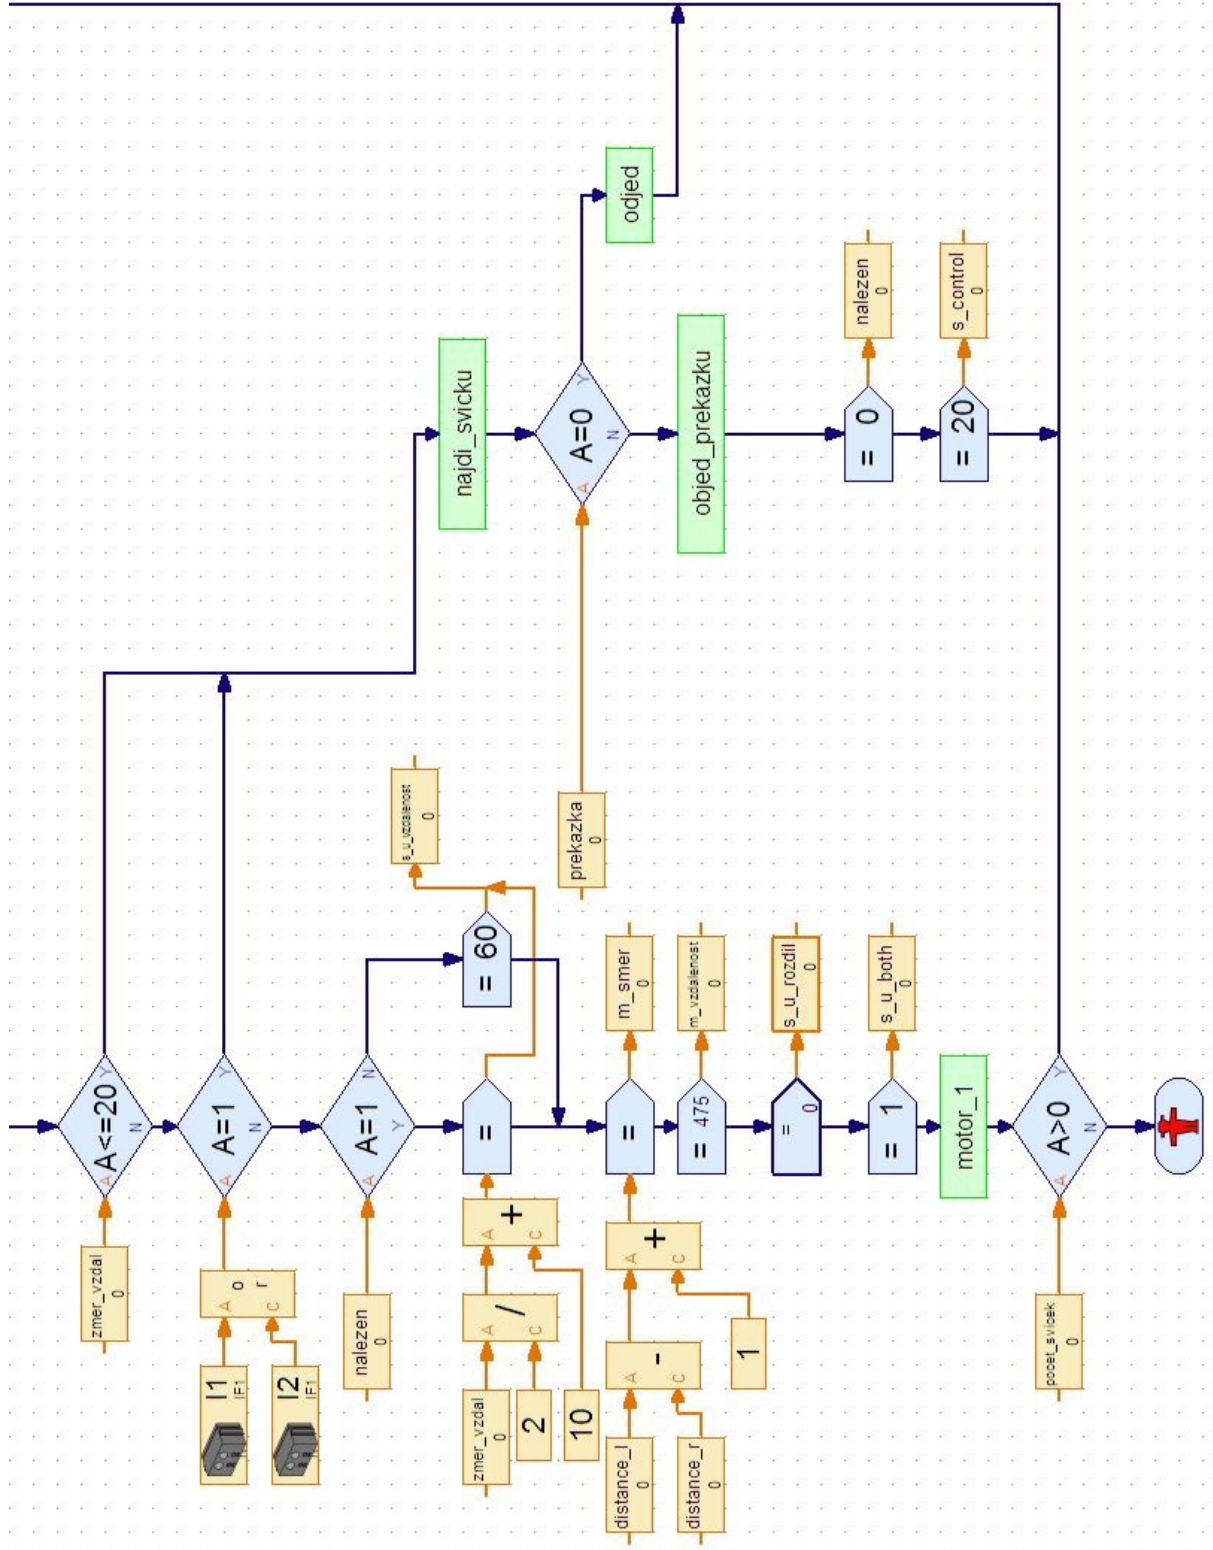 zmer_vzdal
0
A
A<=20
Y
N
I1
IF1
I2
IF1
A
o
r
C
A
A=1
Y
N
nalezen
0
A
A=1
N
Y
najdi_svicku
s_u_vzdalenost
0
= 60
zmer_vzdal
0
2
10
A
/
C
A
+
C
=
prekazka
0
A
A=0
Y
N
odjed
distance_l
0
distance_r
0
A
-
C
1
A
+
C
=
m_smer
0
= 475
m_vzdalenost
0
objed_prekazku
=
0
s_u_rozdil
0
= 1
s_u_both
0
= 0
nalezen
0
= 20
s_control
0
motor_1
pocet_svicek
0
A
A>0
Y
N